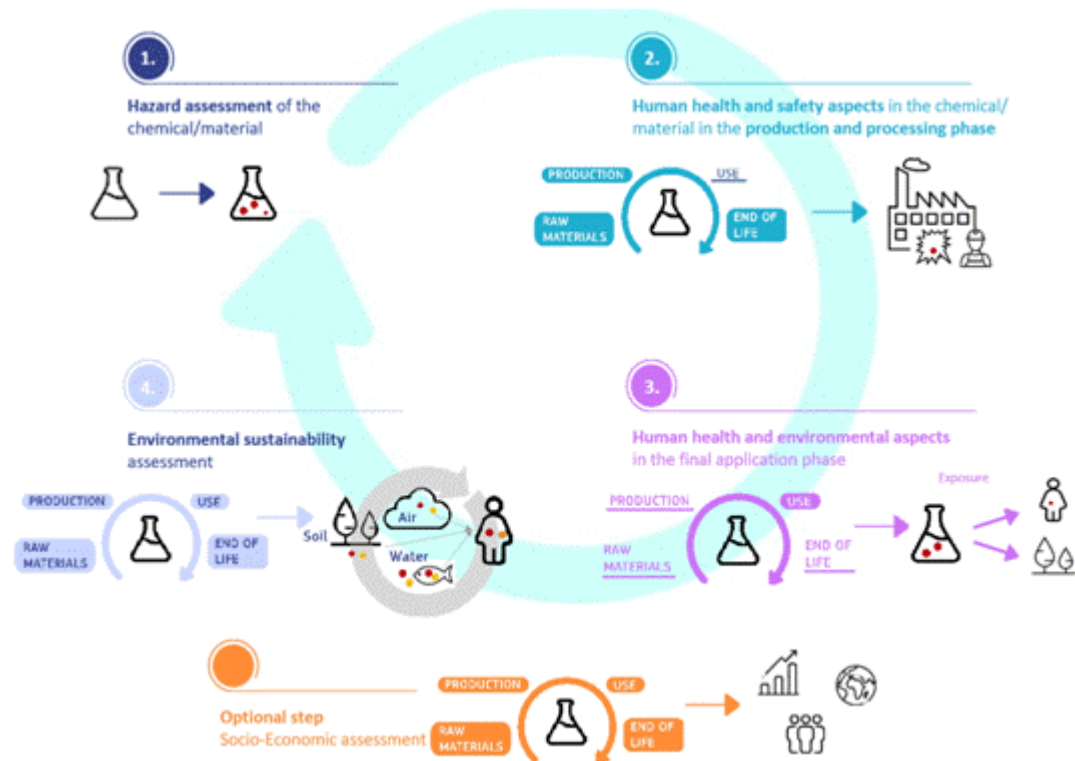 1.
Hazard assessment of the
chemical/material
2.
Human health and safety aspects in the chemical/
material in the production and processing phase
PRODUCTION
USE
RAW
MATERIALS
END OF
LIFE
4.
Environmental sustainability
assessment
PRODUCTION
USE
RAW
MATERIALS
END OF
LIFE
Soil
Air
Water
3.
Human health and environmental aspects
in the final application phase
PRODUCTION
USE
RAW
MATERIALS
END OF
LIFE
Exposure
Optional step
Socio-Economic assessment
PRODUCTION
USE
RAW
MATERIALS
END OF
LIFE